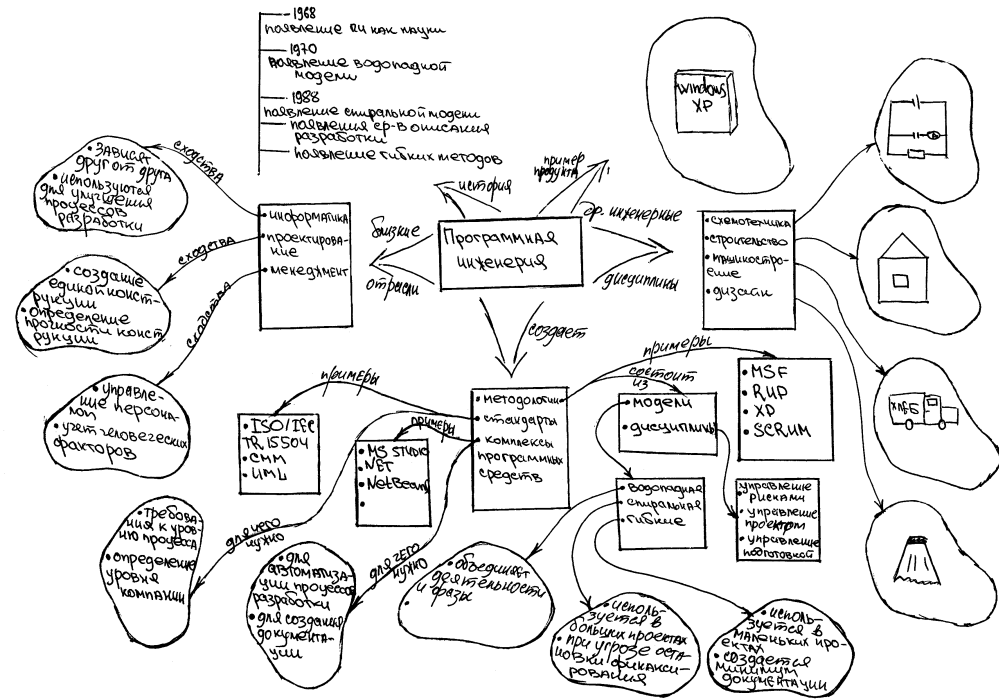 1968
появление ПИ как науки
1970
появление водопадной
модели
1988
появление спиральной модели
появления ср-в описания
разработки
появление гибких методов
windows
XP
пример
продукта
история
др. инженерные
дисциплины
близкие
отрасли
Программная
инженерия
создает
сходства
• зависят
друг от друга
• используются
для улучшения
процессов
разработки
• информатика
• проектирова-
ние
• менеджмент
сходства
• создание
единой конст-
рукции
• определение
прочности конст
рукции
сходства
• управле-
ние персона-
лом
• учет человеческих
факторов
• схемотехника
• строительство
• машиностро-
ение
• дизайн
ХЛЕБ
примеры
• ISO/IEC
TR 15504
• CMM
• UML
примеры
• MS STUDIO
.NET
• NetBeans
•
• методологии
• стандарты
• комплексы
программных
средств
состоит
из
• модели
• дисциплины
примеры
• MSF
• RUP
• XP
• SCRUM
• водопадная
• спиральная
• гибкие
управление
• рисками
• управление
проектом
• управление
подготовкой
для чего
нужно
• требова-
ния к уров-
ню процесса
• определение
уровня
компании
для чего
нужно
• для
автоматиза-
ции процессов
разработки
• для создания
документа-
ции
• объединяет
деятельности
и фазы
• исполь-
зуется в
больших проектах
• при угрозе оста
новки финанси-
рования
• исполь-
зуется в
маленьких про-
ектах
• создается
минимум
документации